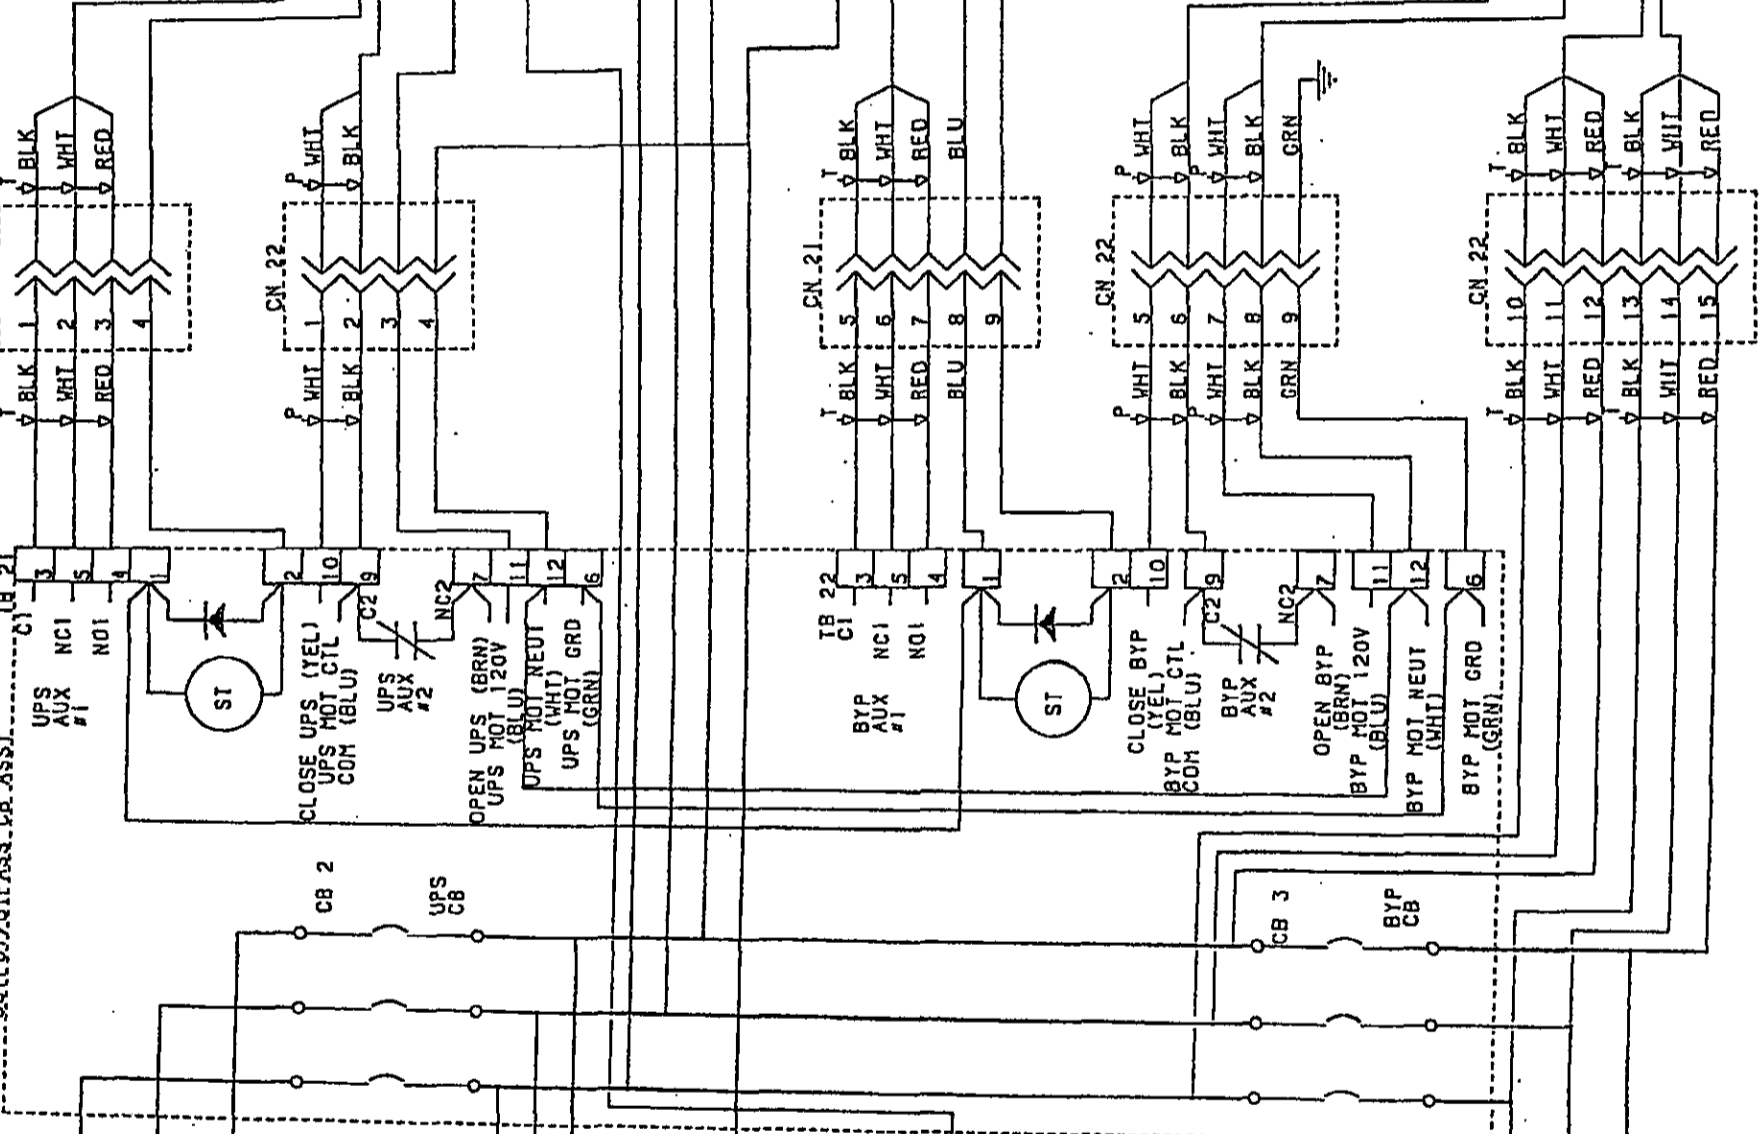 T BLK
WHT
RED
P WHT
BLK
T BLK
WHT
RED
BLU
P WHT
BLK
P WHT
BLK
GRN
T BLK
WHT
RED
T BLK
WHT
RED
CN 22
CN 21
CN 22
CN 22
1
2
3
4
1
2
3
4
5
6
7
8
9
5
6
7
8
9
10
11
12
13
14
15
T BLK
WHT
RED
P WHT
BLK
T BLK
WHT
RED
BLU
P WHT
BLK
P WHT
BLK
GRN
T BLK
WHT
RED
T BLK
WHT
RED
3
5
4
1
2
10
9
7
11
12
6
TB 22
3
5
4
1
2
10
9
7
11
12
6
C1
NC1
NO1
C2
NC2
C1
NC1
NO1
C2
NC2
UPS
AUX
#1
ST
CLOSE UPS (YEL)
UPS MOT CTL
COM (BLU)
UPS
AUX
#2
OPEN UPS (BRN)
UPS MOT 120V
(BLU)
UPS MOT NEUT
(WHT)
UPS MOT GRD
(GRN)
BYP
AUX
#1
ST
CLOSE BYP
(YEL)
BYP MOT CTL
COM (BLU)
BYP
AUX
#2
OPEN BYP
(BRN)
BYP MOT 120V
(BLU)
BYP MOT NEUT
(WHT)
BYP MOT GRD
(GRN)
CB 2
UPS
CB
CB 3
BYP
CB